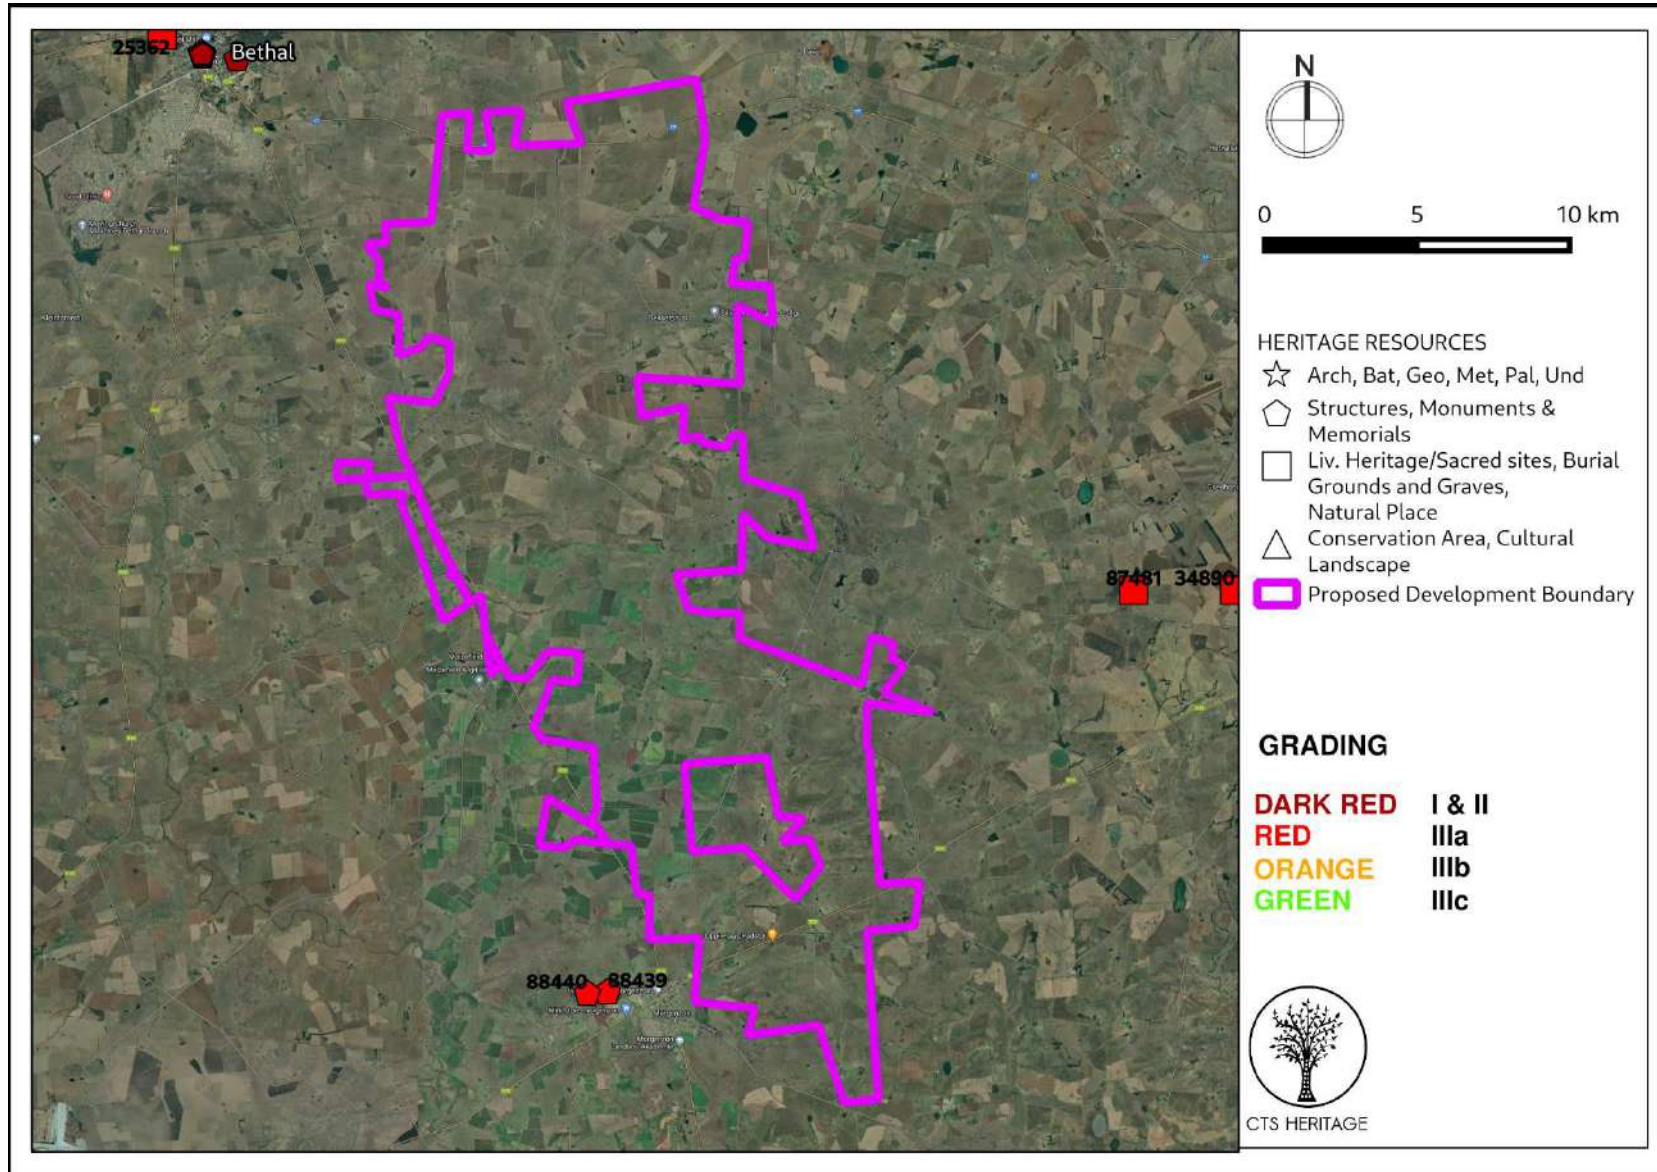 25362
Bethal
87481 34890
88440 88439
N
0 5 10 km
HERITAGE RESOURCES
Arch, Bat, Geo, Met, Pal, Und
Structures, Monuments &
Memorials
Liv. Heritage/Sacred sites, Burial
Grounds and Graves,
Natural Place
Conservation Area, Cultural
Landscape
Proposed Development Boundary
GRADING
DARK RED I & II
RED IIIa
ORANGE IIIb
GREEN IIIc
CTS HERITAGE